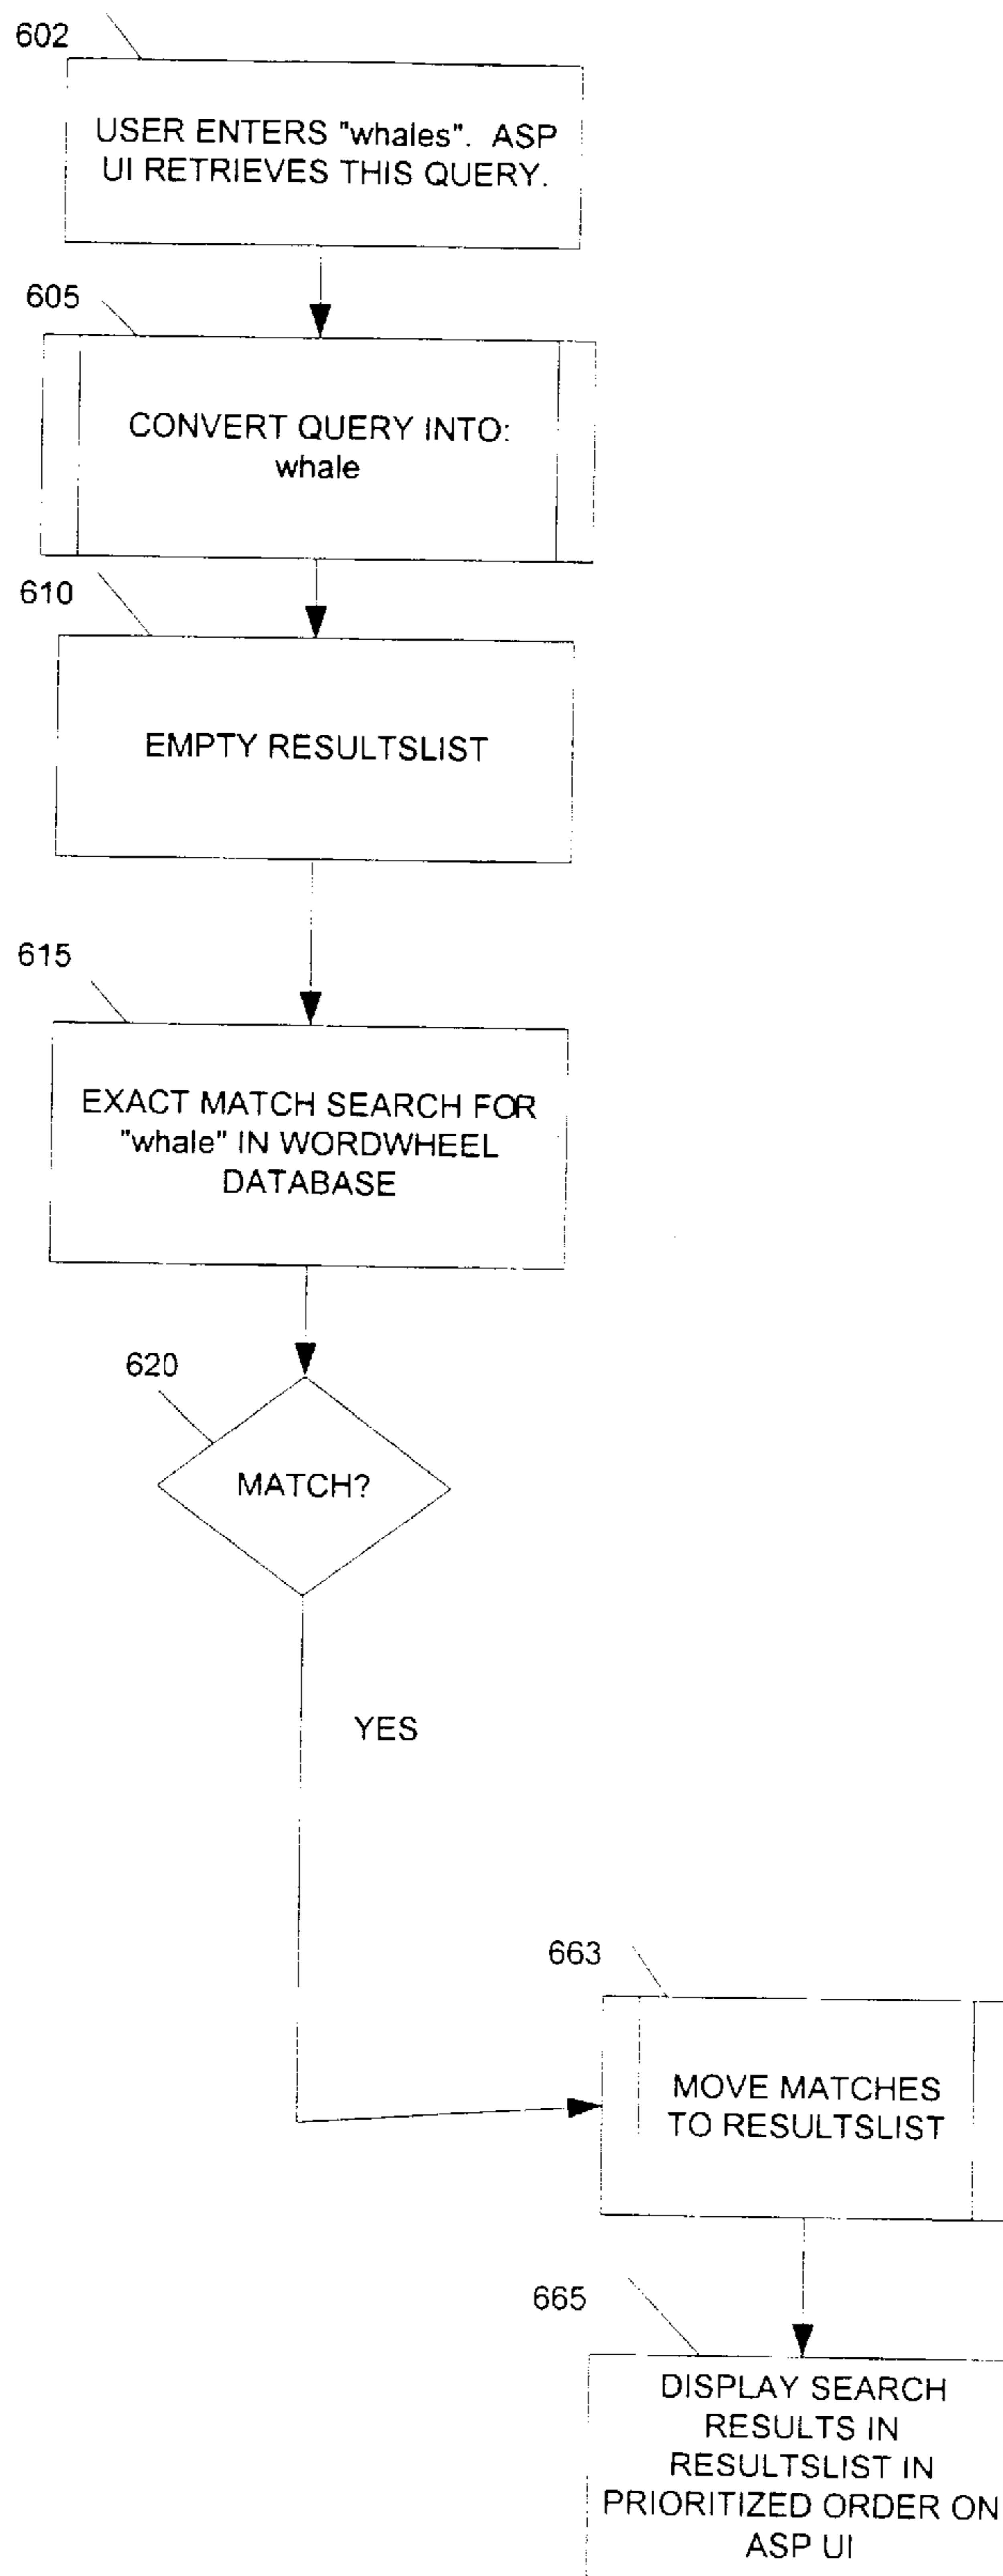 602
USER ENTERS "whales". ASP
UI RETRIEVES THIS QUERY.
605
CONVERT QUERY INTO:
whale
610
EMPTY RESULTSLIST
615
EXACT MATCH SEARCH FOR
"whale" IN WORDWHEEL
DATABASE
620
MATCH?
YES
663
MOVE MATCHES
TO RESULTSLIST
665
DISPLAY SEARCH
RESULTS IN
RESULTSLIST IN
PRIORITIZED ORDER ON
ASP UI